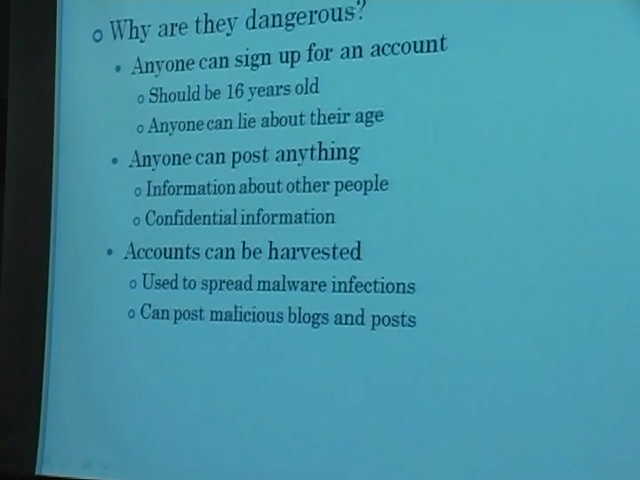 Why are they dangerous?
Anyone can sign up for an account
Should be 16 years old
Anyone can lie about their age
Anyone can post anything
Information about other people
Confidential information
Accounts can be harvested
Used to spread malware infections
Can post malicious blogs and posts